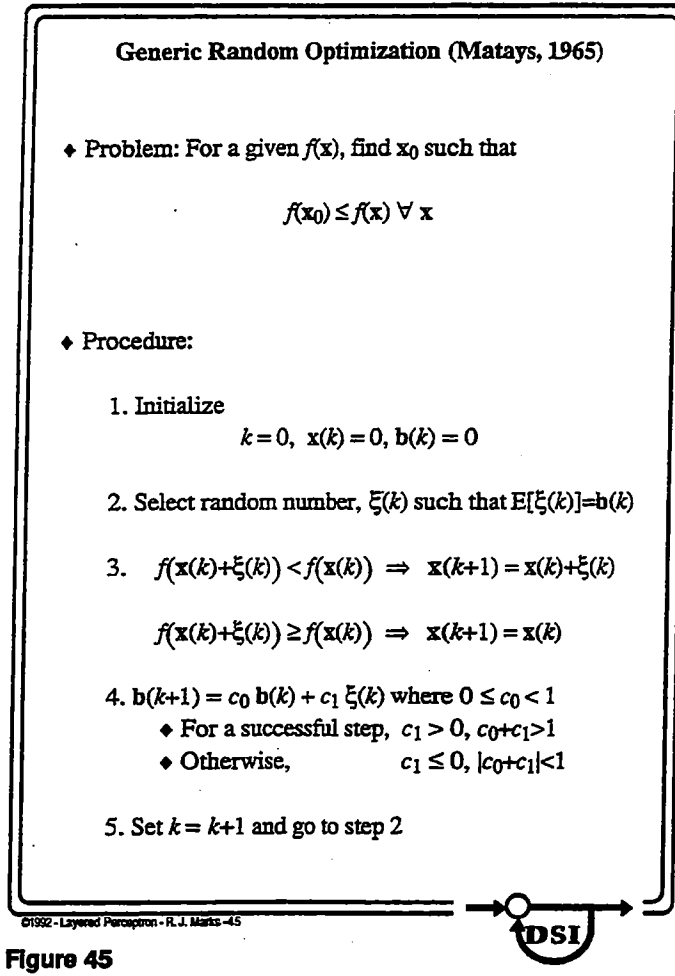 Generic Random Optimization (Matays, 1965)
♦ Problem: For a given f(x), find x₀ such that
f(x₀) ≤ f(x) ∀ x
♦ Procedure:
1. Initialize
k = 0, x(k) = 0, b(k) = 0
2. Select random number, ξ(k) such that E[ξ(k)]=b(k)
3. f(x(k)+ξ(k)) < f(x(k)) ⇒ x(k+1) = x(k)+ξ(k)
f(x(k)+ξ(k)) ≥ f(x(k)) ⇒ x(k+1) = x(k)
4. b(k+1) = c₀ b(k) + c₁ ξ(k) where 0 ≤ c₀ < 1
♦ For a successful step, c₁ > 0, c₀+c₁>1
♦ Otherwise, c₁ ≤ 0, |c₀+c₁|<1
5. Set k = k+1 and go to step 2
©1992 - Layered Perceptron - R. J. Marks -45
DSI
Figure 45